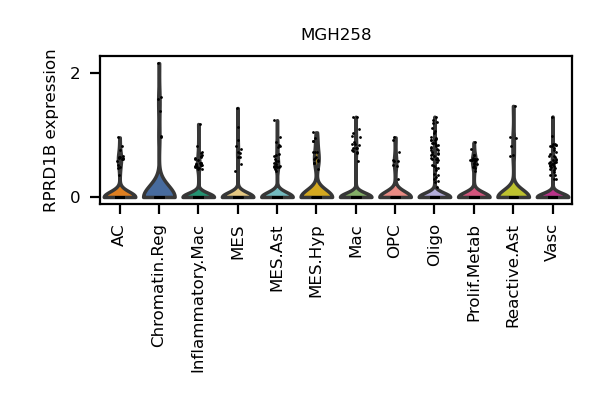 MGH258
RPRD1B expression
2
0
AC
Chromatin.Reg
Inflammatory.Mac
MES
MES.Ast
MES.Hyp
Mac
OPC
Oligo
Prolif.Metab
Reactive.Ast
Vasc